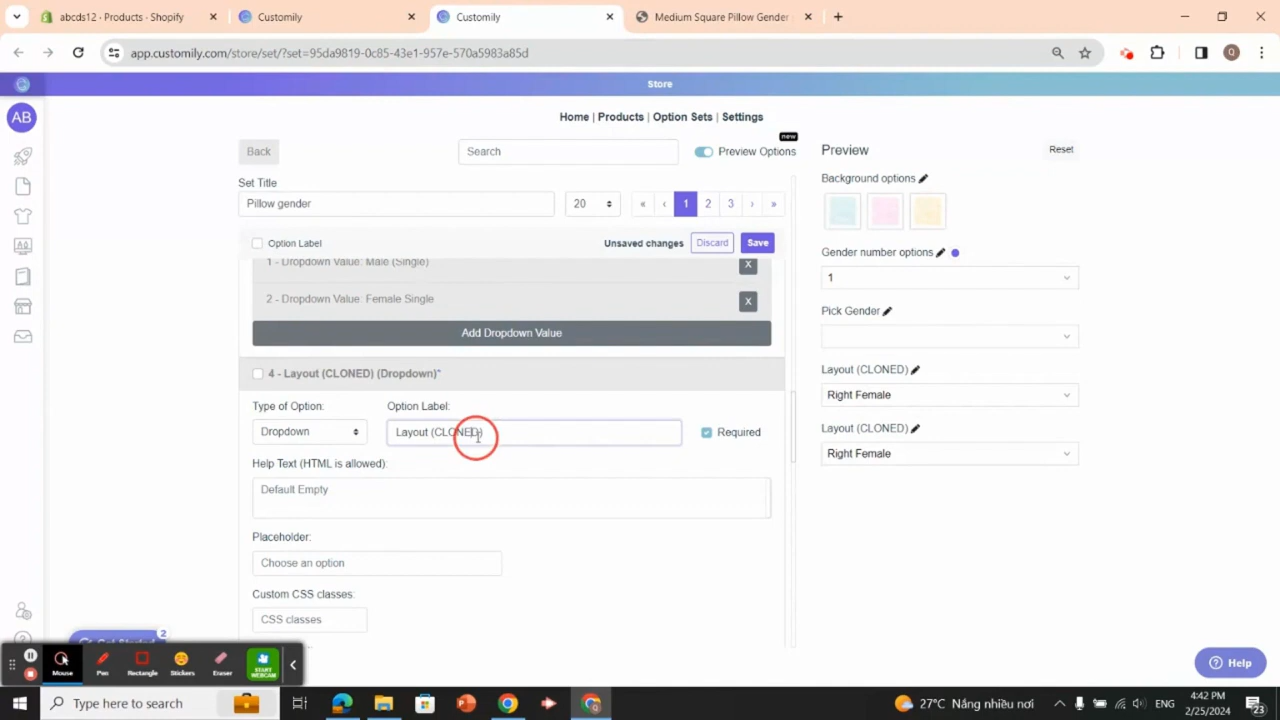 abcds12 · Products · Shopify
Customily
Customily
Medium Square Pillow Gender
app.customily.com/store/set/?set=95da9819-0c85-43e1-957e-570a5983a85d
Q
Store
AB
Home | Products | Option Sets | Settings
Back
Search
new
Preview Options
Preview
Reset
Set Title
Background options
Pillow gender
20
« ‹ 1 2 3 › »
Option Label
Unsaved changes
Discard
Save
Gender number options
1
1 - Dropdown Value: Male (Single)
X
2 - Dropdown Value: Female Single
X
Add Dropdown Value
Pick Gender
4 - Layout (CLONED) (Dropdown)*
Layout (CLONED)
Right Female
Type of Option:
Option Label:
Dropdown
Layout (CLONED)
Required
Layout (CLONED)
Right Female
Help Text (HTML is allowed):
Default Empty
Placeholder:
Choose an option
Custom CSS classes:
CSS classes
Get Started
2
Mouse
Pen
Rectangle
Stickers
Eraser
START
WEBCAM
Help
Type here to search
27°C Nắng nhiều nơi
ENG
4:42 PM
2/25/2024
23